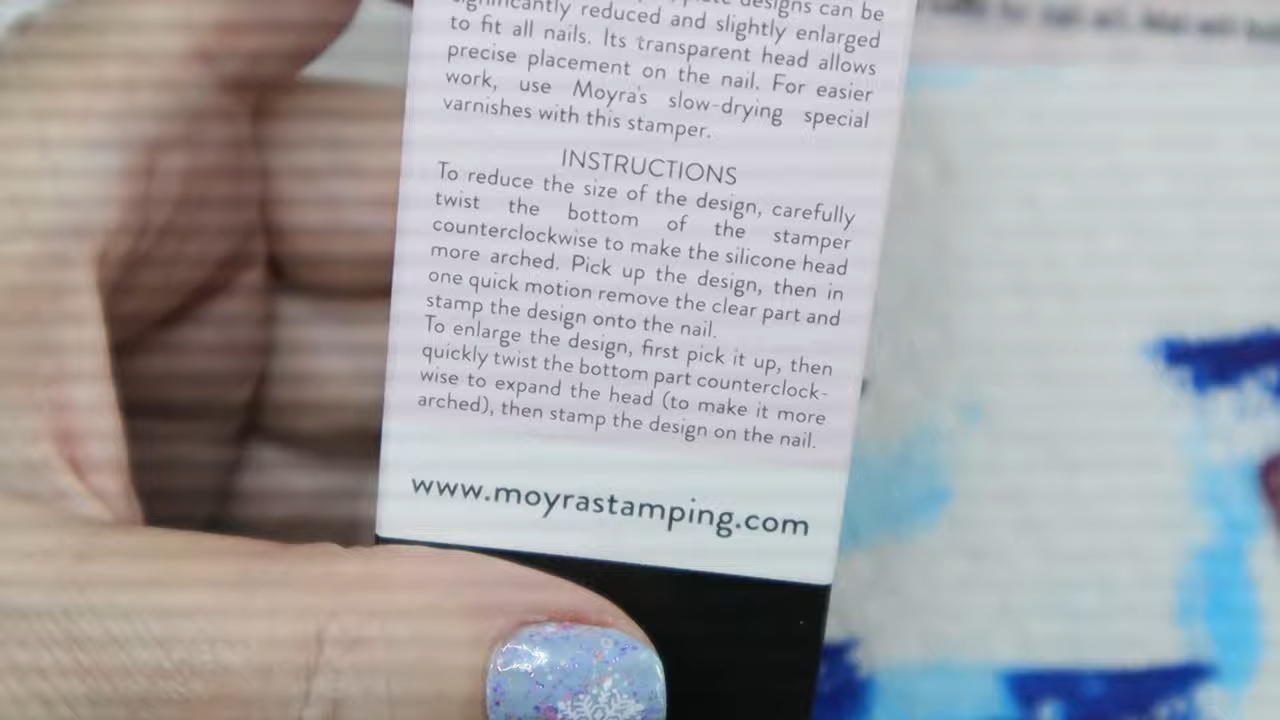 designs can be
significantly reduced and slightly enlarged
to fit all nails. Its transparent head allows
precise placement on the nail. For easier
work, use Moyra's slow-drying special
varnishes with this stamper.
INSTRUCTIONS
To reduce the size of the design, carefully
twist the bottom of the stamper
counterclockwise to make the silicone head
more arched. Pick up the design, then in
one quick motion remove the clear part and
stamp the design onto the nail.
To enlarge the design, first pick it up, then
quickly twist the bottom part counterclock-
wise to expand the head (to make it more
arched), then stamp the design on the nail.
www.moyrastamping.com